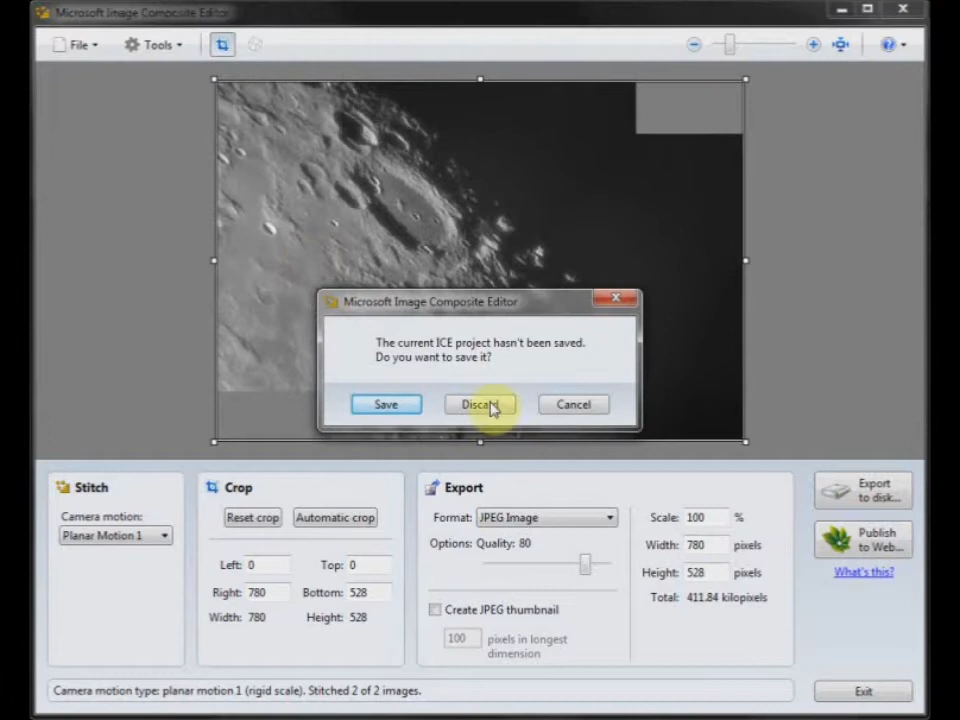 Microsoft Image Composite Editor
File
Tools
Microsoft Image Composite Editor
The current ICE project hasn't been saved.
Do you want to save it?
Save
Discard
Cancel
Stitch
Camera motion:
Planar Motion 1
Crop
Reset crop
Automatic crop
Left: 0
Top: 0
Right: 780
Bottom: 528
Width: 780
Height: 528
Export
Format: JPEG Image
Options: Quality: 80
Create JPEG thumbnail
100 pixels in longest
dimension
Scale: 100 %
Width: 780 pixels
Height: 528 pixels
Total: 411.84 kilopixels
Export
to disk...
Publish
to Web...
What's this?
Camera motion type: planar motion 1 (rigid scale). Stitched 2 of 2 images.
Exit